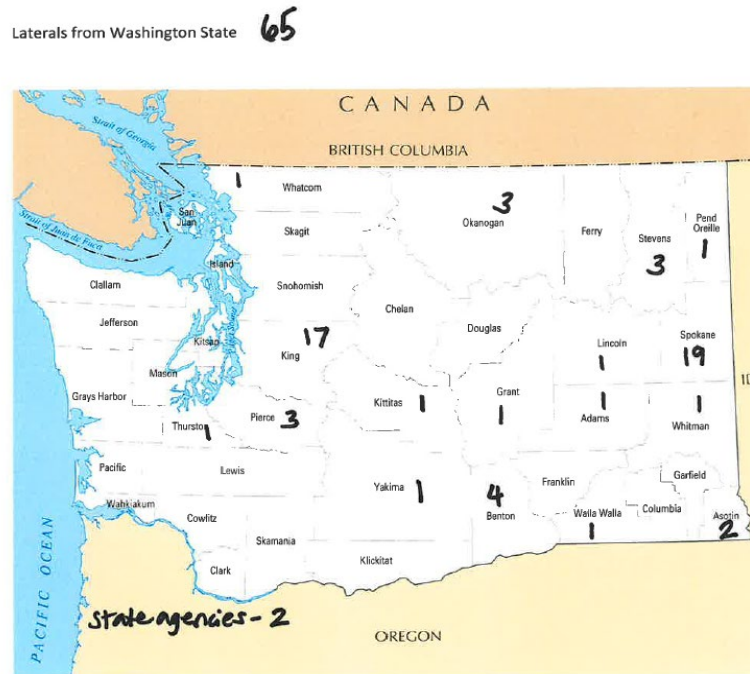 Laterals from Washington State 65
CANADA
BRITISH COLUMBIA
Strait of Georgia
Strait of Juan de Fuca
San Juan
1 Whatcom
3
Okanogan
Ferry
Stevens
3
Pend Oreille
1
Skagit
Island
Clallam
Snohomish
Chelan
Douglas
Jefferson
Kitsap
17
King
Lincoln
1
Spokane
19
ID
Mason
Grays Harbor
Kittitas 1
Grant
1
1
Adams
1
Whitman
Thursto 1
Pierce 3
Pacific
Lewis
Yakima 1
4
Benton
Franklin
Garfield
Wahkiakum
Cowlitz
Skamania
Walla Walla
1
Columbia
Asotin
2
Clark
Klickitat
PACIFIC OCEAN
state agencies - 2
OREGON